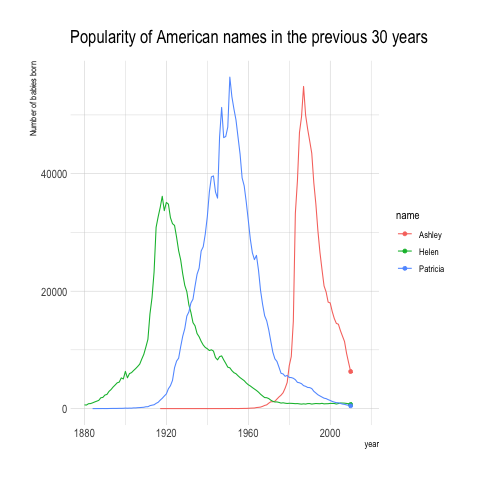 Popularity of American names in the previous 30 years
Number of babies born
40000
20000
0
1880
1920
1960
2000
year
name
Ashley
Helen
Patricia